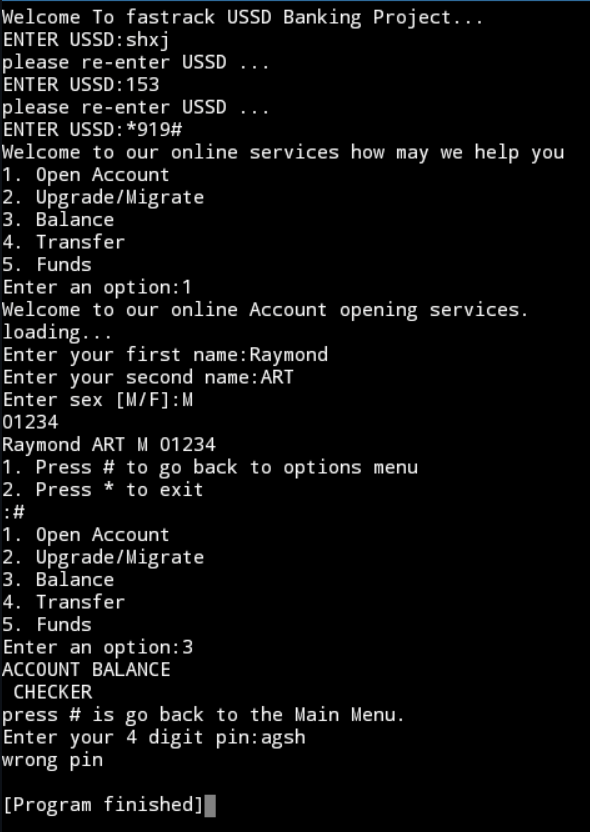 Welcome To fastrack USSD Banking Project...
ENTER USSD:shxj
please re-enter USSD ...
ENTER USSD:153
please re-enter USSD ...
ENTER USSD:*919#
Welcome to our online services how may we help you
1. Open Account
2. Upgrade/Migrate
3. Balance
4. Transfer
5. Funds
Enter an option:1
Welcome to our online Account opening services.
loading...
Enter your first name:Raymond
Enter your second name:ART
Enter sex [M/F]:M
01234
Raymond ART M 01234
1. Press # to go back to options menu
2. Press * to exit
:#
1. Open Account
2. Upgrade/Migrate
3. Balance
4. Transfer
5. Funds
Enter an option:3
ACCOUNT BALANCE
 CHECKER
press # is go back to the Main Menu.
Enter your 4 digit pin:agsh
wrong pin

[Program finished]